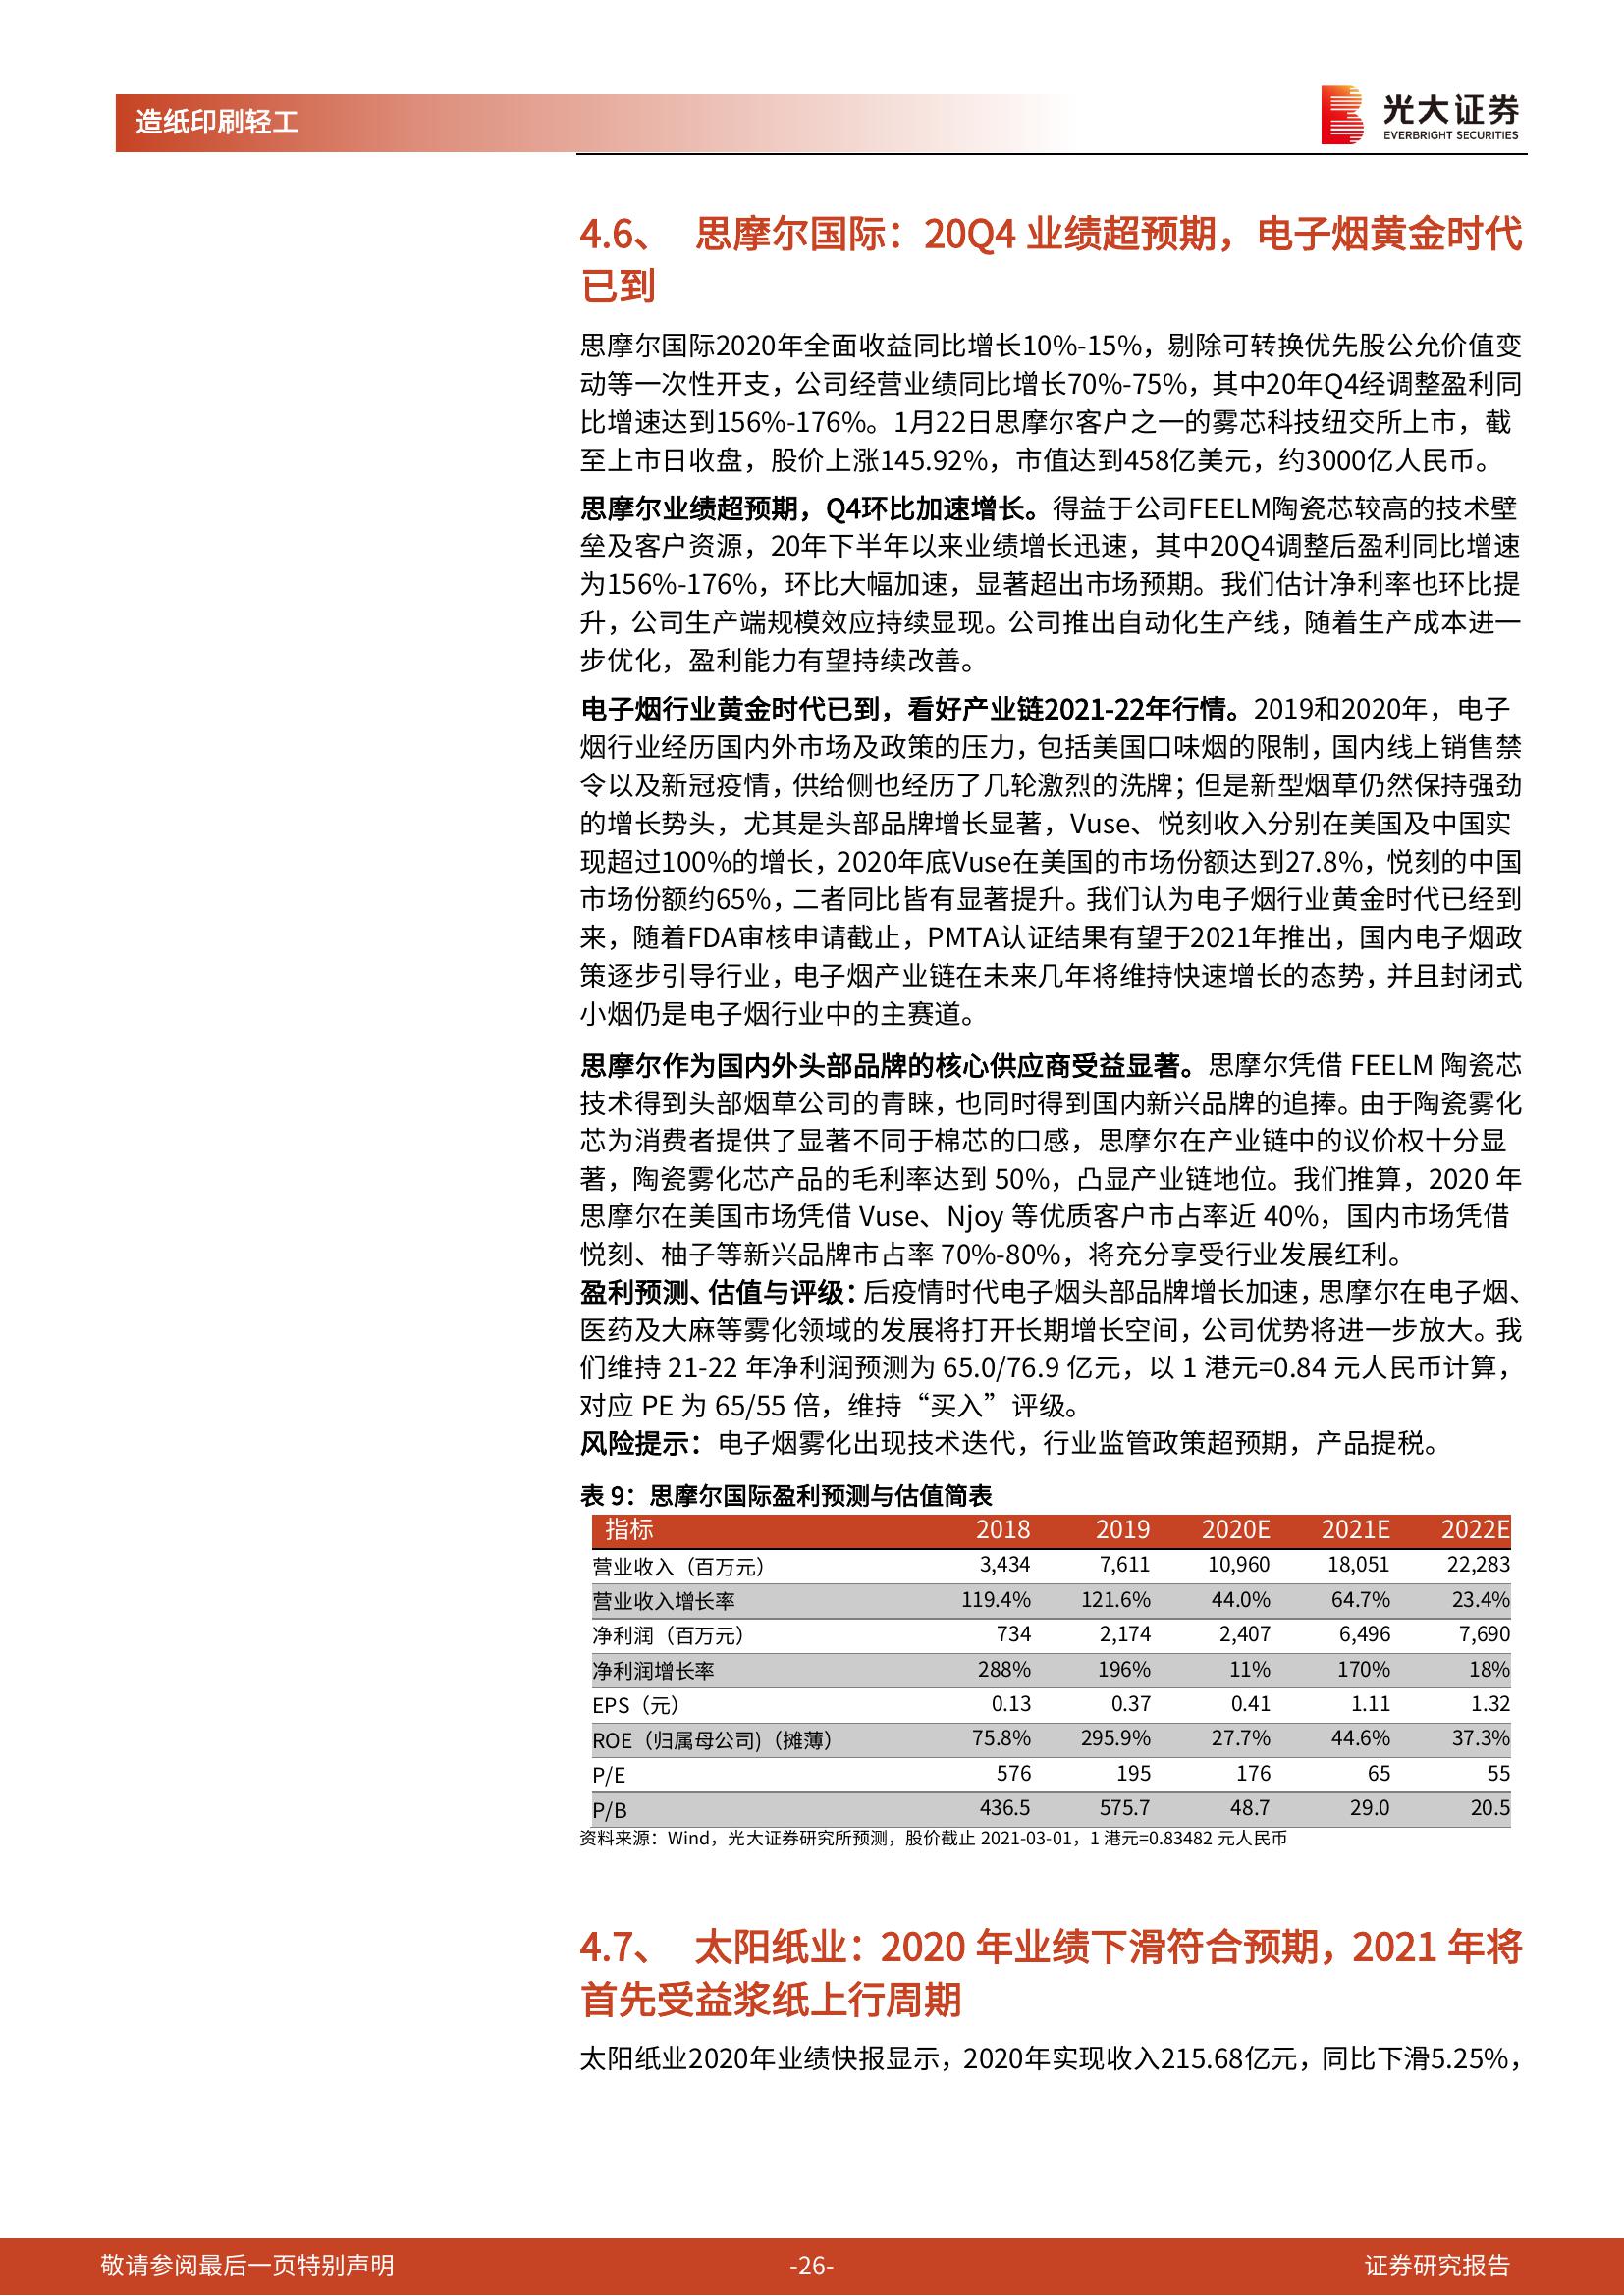 造纸印刷轻工
光大证券
EVERBRIGHT SECURITIES
4.6、 思摩尔国际：20Q4 业绩超预期，电子烟黄金时代
已到
思摩尔国际2020年全面收益同比增长10%-15%，剔除可转换优先股公允价值变
动等一次性开支，公司经营业绩同比增长70%-75%，其中20年Q4经调整盈利同
比增速达到156%-176%。1月22日思摩尔客户之一的雾芯科技纽交所上市，截
至上市日收盘，股价上涨145.92%，市值达到458亿美元，约3000亿人民币。
思摩尔业绩超预期，Q4环比加速增长。得益于公司FEELM陶瓷芯较高的技术壁
垒及客户资源，20年下半年以来业绩增长迅速，其中20Q4调整后盈利同比增速
为156%-176%，环比大幅加速，显著超出市场预期。我们估计净利率也环比提
升，公司生产端规模效应持续显现。公司推出自动化生产线，随着生产成本进一
步优化，盈利能力有望持续改善。
电子烟行业黄金时代已到，看好产业链2021-22年行情。2019和2020年，电子
烟行业经历国内外市场及政策的压力，包括美国口味烟的限制，国内线上销售禁
令以及新冠疫情，供给侧也经历了几轮激烈的洗牌；但是新型烟草仍然保持强劲
的增长势头，尤其是头部品牌增长显著，Vuse、悦刻收入分别在美国及中国实
现超过100%的增长，2020年底Vuse在美国的市场份额达到27.8%，悦刻的中国
市场份额约65%，二者同比皆有显著提升。我们认为电子烟行业黄金时代已经到
来，随着FDA审核申请截止，PMTA认证结果有望于2021年推出，国内电子烟政
策逐步引导行业，电子烟产业链在未来几年将维持快速增长的态势，并且封闭式
小烟仍是电子烟行业中的主赛道。
思摩尔作为国内外头部品牌的核心供应商受益显著。思摩尔凭借 FEELM 陶瓷芯
技术得到头部烟草公司的青睐，也同时得到国内新兴品牌的追捧。由于陶瓷雾化
芯为消费者提供了显著不同于棉芯的口感，思摩尔在产业链中的议价权十分显
著，陶瓷雾化芯产品的毛利率达到 50%，凸显产业链地位。我们推算，2020 年
思摩尔在美国市场凭借 Vuse、Njoy 等优质客户市占率近 40%，国内市场凭借
悦刻、柚子等新兴品牌市占率 70%-80%，将充分享受行业发展红利。
盈利预测、估值与评级：后疫情时代电子烟头部品牌增长加速，思摩尔在电子烟、
医药及大麻等雾化领域的发展将打开长期增长空间，公司优势将进一步放大。我
们维持 21-22 年净利润预测为 65.0/76.9 亿元，以 1 港元=0.84 元人民币计算，
对应 PE 为 65/55 倍，维持“买入”评级。
风险提示：电子烟雾化出现技术迭代，行业监管政策超预期，产品提税。
表 9：思摩尔国际盈利预测与估值简表
指标 2018 2019 2020E 2021E 2022E
营业收入（百万元） 3,434 7,611 10,960 18,051 22,283
营业收入增长率 119.4% 121.6% 44.0% 64.7% 23.4%
净利润（百万元） 734 2,174 2,407 6,496 7,690
净利润增长率 288% 196% 11% 170% 18%
EPS（元） 0.13 0.37 0.41 1.11 1.32
ROE（归属母公司)（摊薄） 75.8% 295.9% 27.7% 44.6% 37.3%
P/E 576 195 176 65 55
P/B 436.5 575.7 48.7 29.0 20.5
资料来源：Wind，光大证券研究所预测，股价截止 2021-03-01，1 港元=0.83482 元人民币
4.7、 太阳纸业：2020 年业绩下滑符合预期，2021 年将
首先受益浆纸上行周期
太阳纸业2020年业绩快报显示，2020年实现收入215.68亿元，同比下滑5.25%，
敬请参阅最后一页特别声明 -26- 证券研究报告